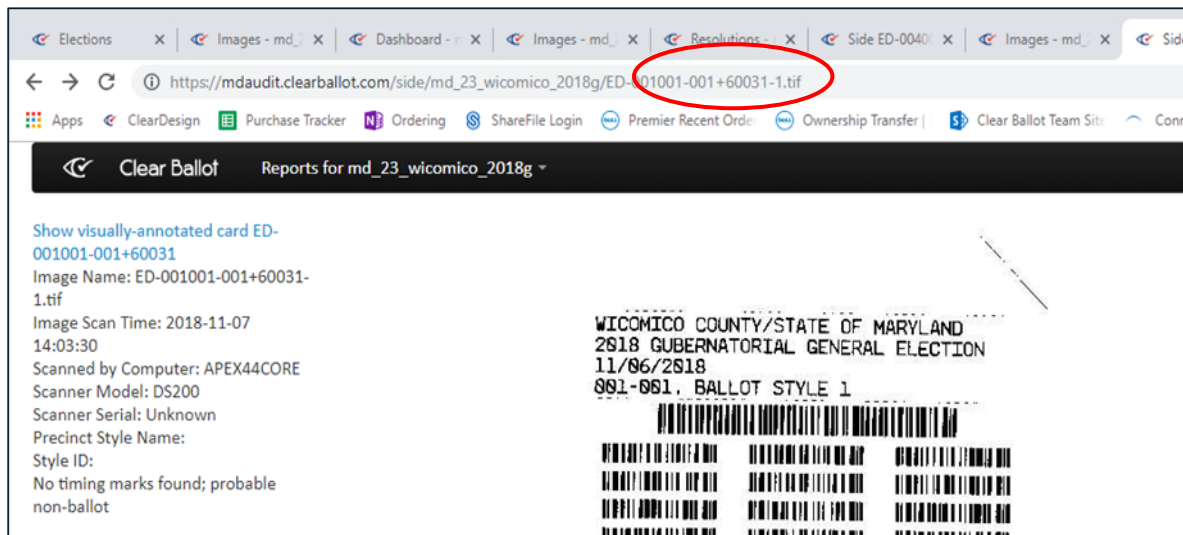 Elections
Images - md_
Dashboard -
Images - md_
Resolutions -
Side ED-0040
Images - md_
Side
https://mdaudit.clearballot.com/side/md_23_wicomico_2018g/ED-001001-001+60031-1.tif
Apps ClearDesign Purchase Tracker Ordering ShareFile Login Premier Recent Orde Ownership Transfer | Clear Ballot Team Site Conn
Clear Ballot Reports for md_23_wicomico_2018g
Show visually-annotated card ED-
001001-001+60031
Image Name: ED-001001-001+60031-
1.tif
Image Scan Time: 2018-11-07
14:03:30
Scanned by Computer: APEX44CORE
Scanner Model: DS200
Scanner Serial: Unknown
Precinct Style Name:
Style ID:
No timing marks found; probable
non-ballot
WICOMICO COUNTY/STATE OF MARYLAND
2018 GUBERNATORIAL GENERAL ELECTION
11/06/2018
001-001, BALLOT STYLE 1